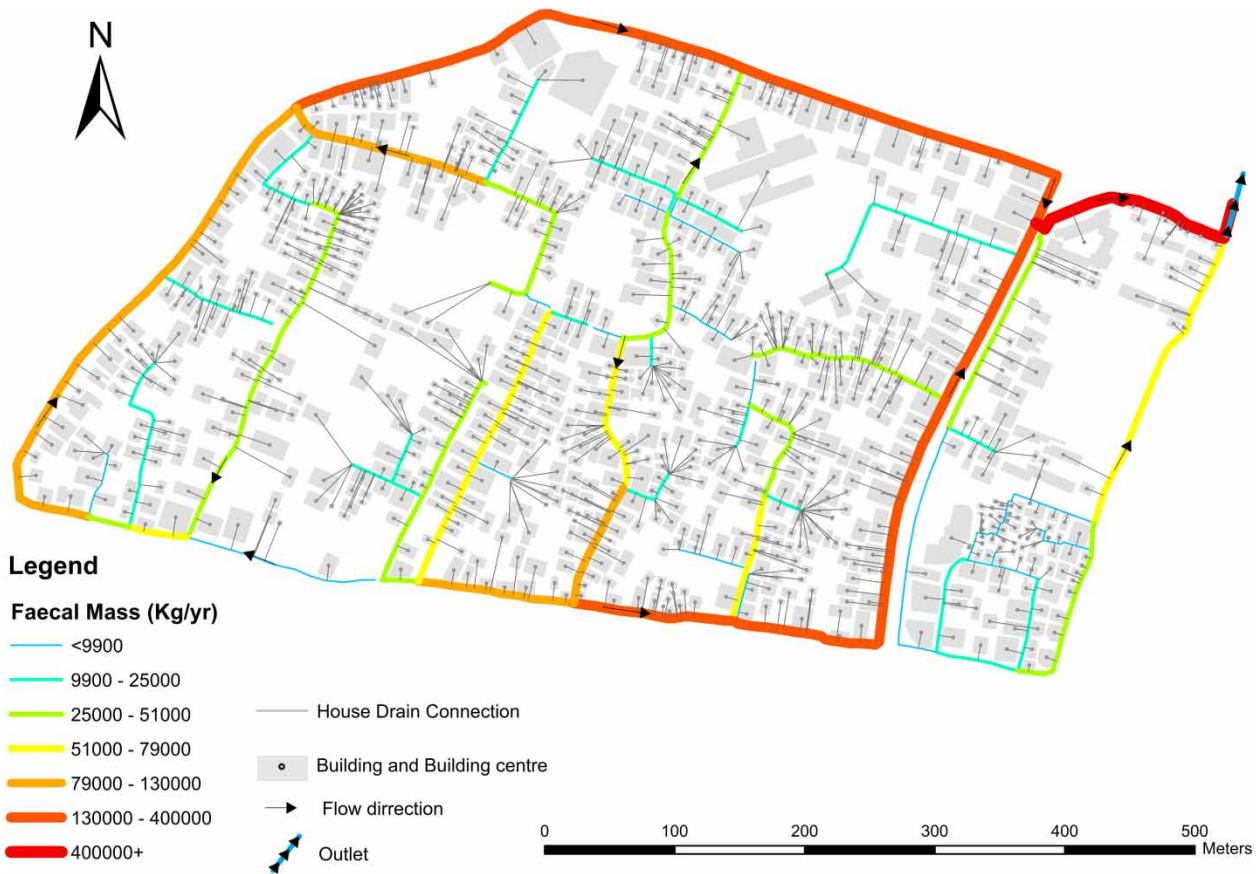 N
Legend
Faecal Mass (Kg/yr)
<9900
9900 - 25000
25000 - 51000
51000 - 79000
79000 - 130000
130000 - 400000
400000+
House Drain Connection
Building and Building centre
Flow dirrection
Outlet
0 100 200 300 400 500
Meters